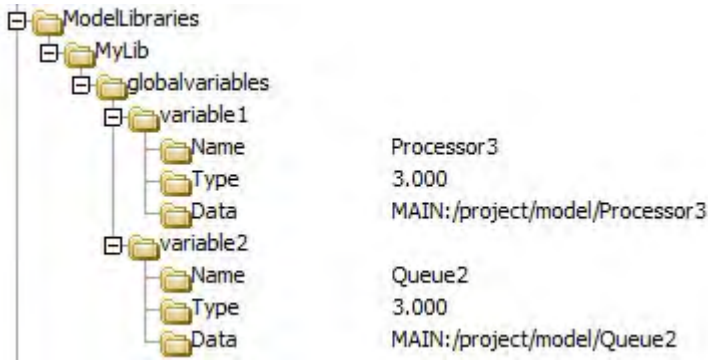 ModelLibraries
MyLib
globalvariables
variable1
Name Processor3
Type 3.000
Data MAIN:/project/model/Processor3
variable2
Name Queue2
Type 3.000
Data MAIN:/project/model/Queue2